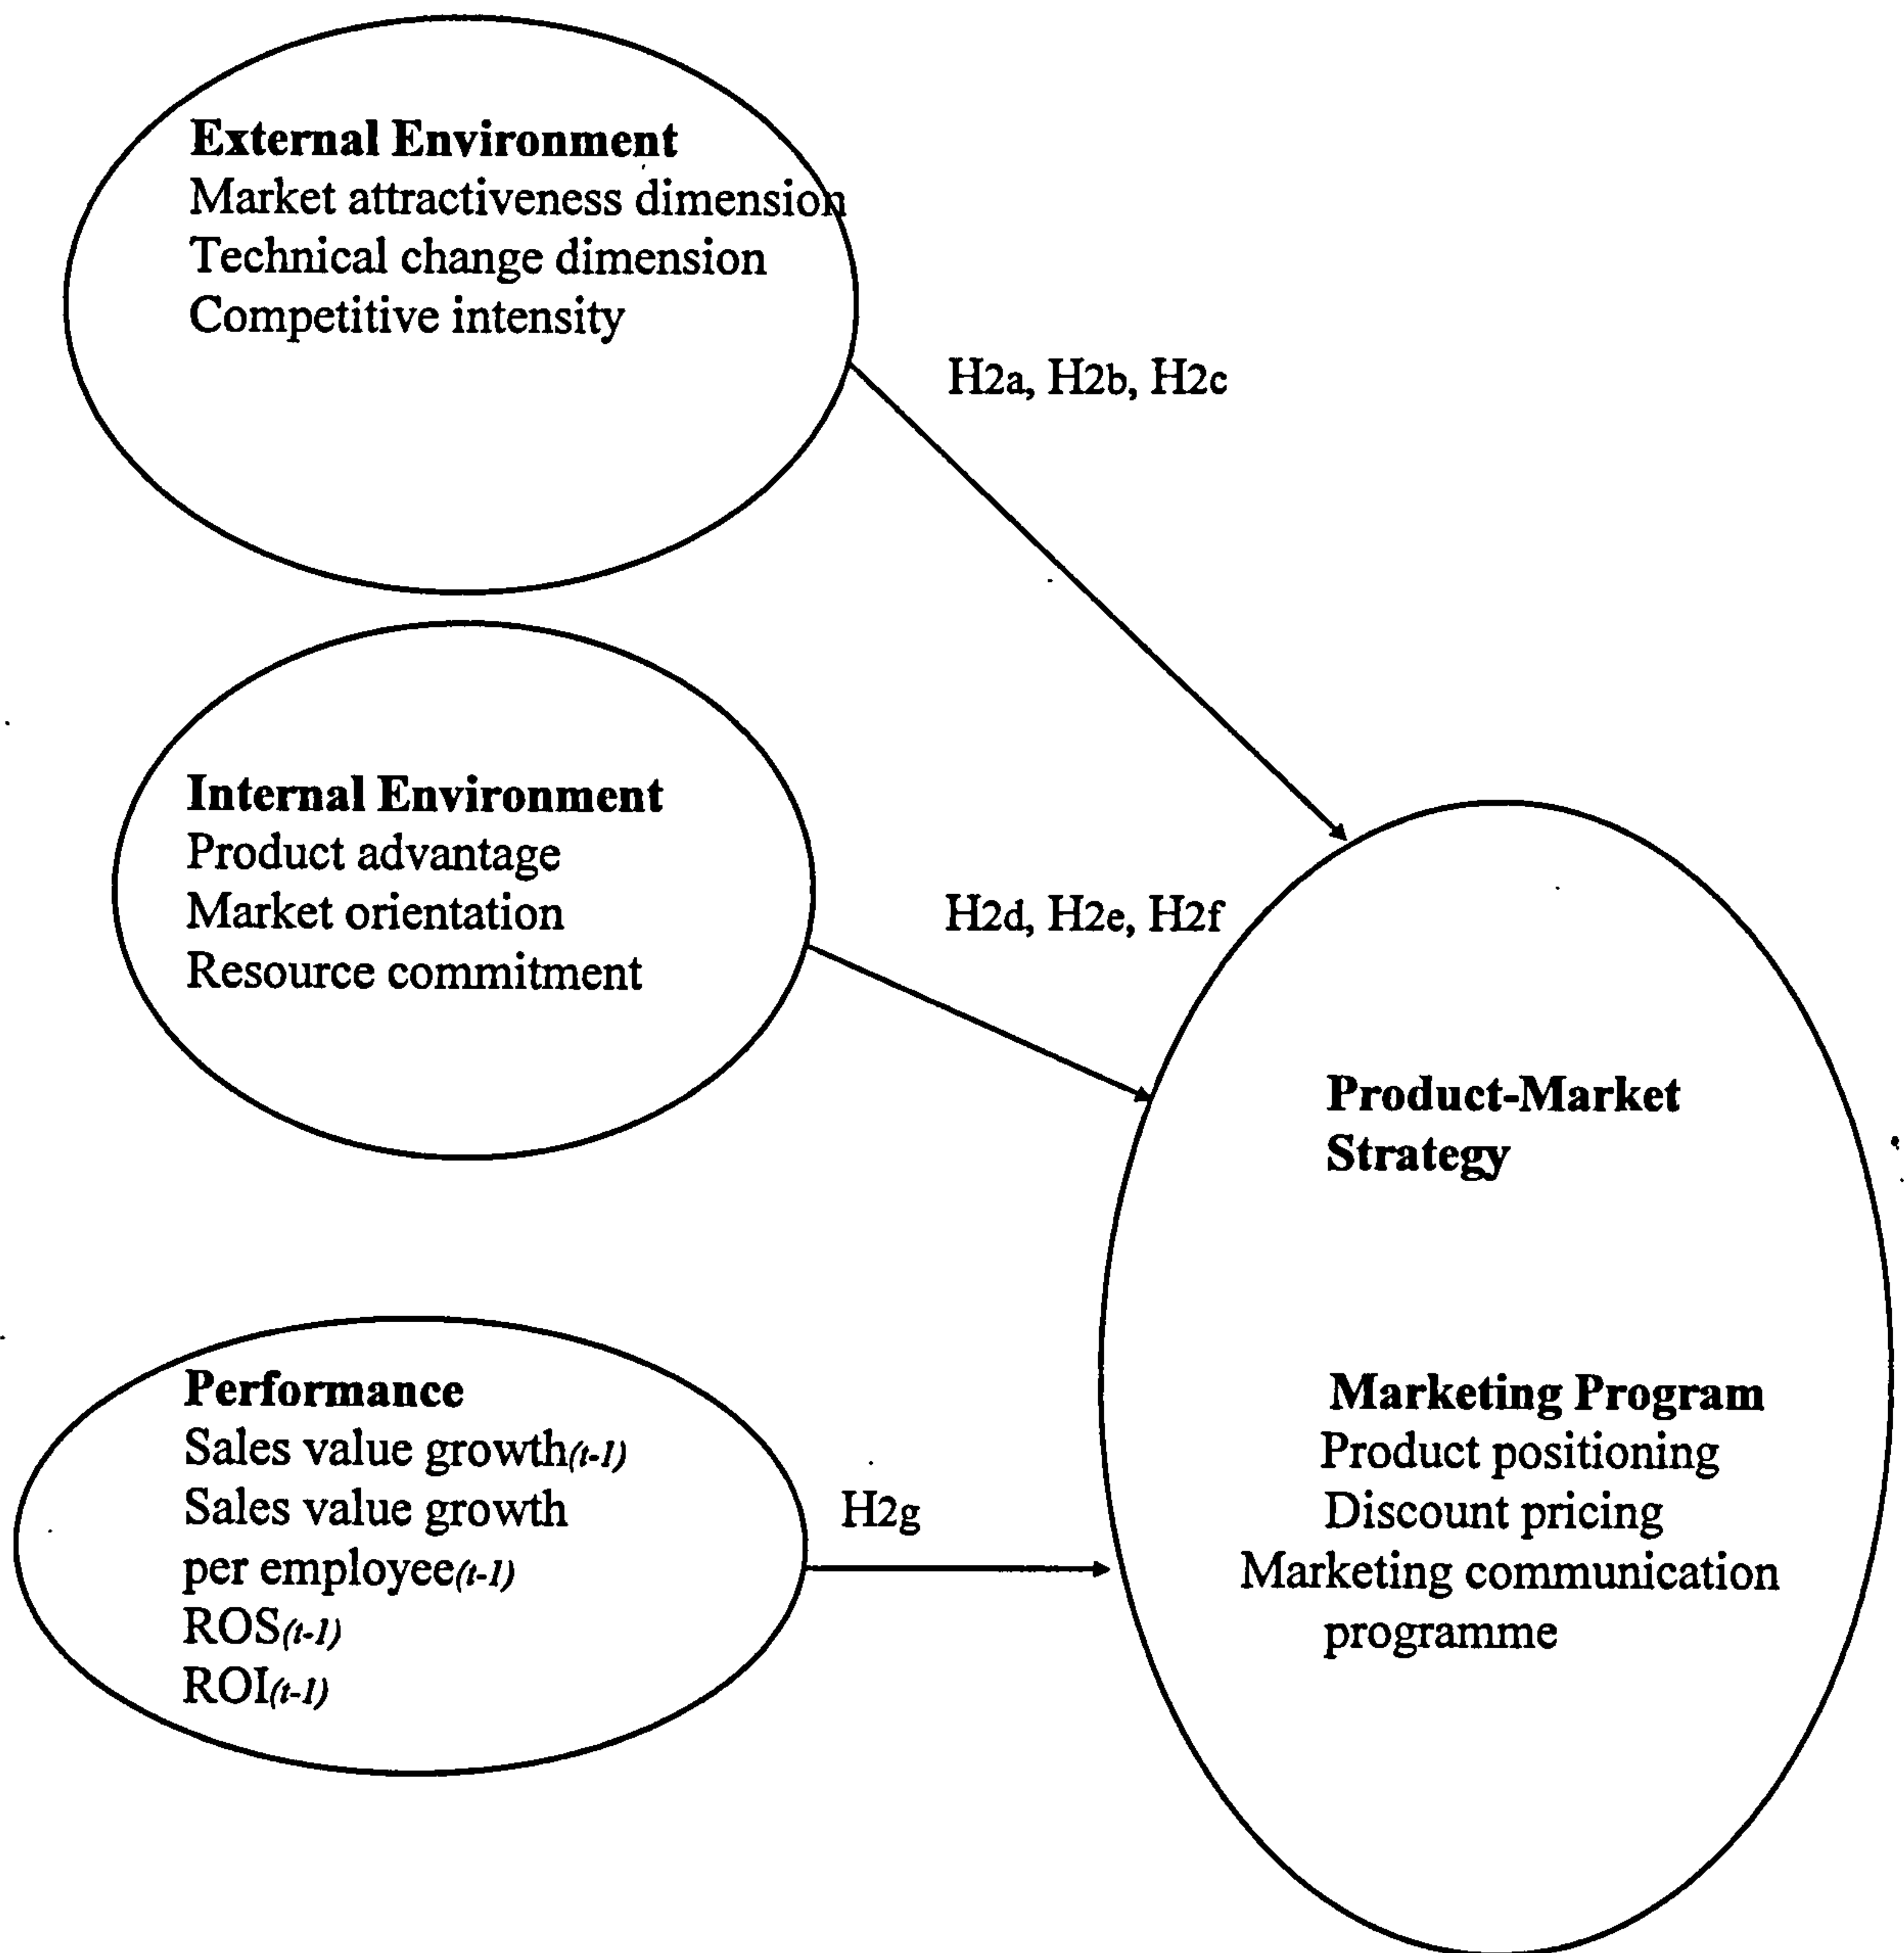 External Environment
Market attractiveness dimension
Technical change dimension
Competitive intensity
H2a, H2b, H2c
Internal Environment
Product advantage
Market orientation
Resource commitment
H2d, H2e, H2f
Product-Market
Strategy
Performance
Sales value growth(t-1)
Sales value growth
per employee(t-1)
ROS(t-1)
ROI(t-1)
H2g
Marketing Program
Product positioning
Discount pricing
Marketing communication
programme